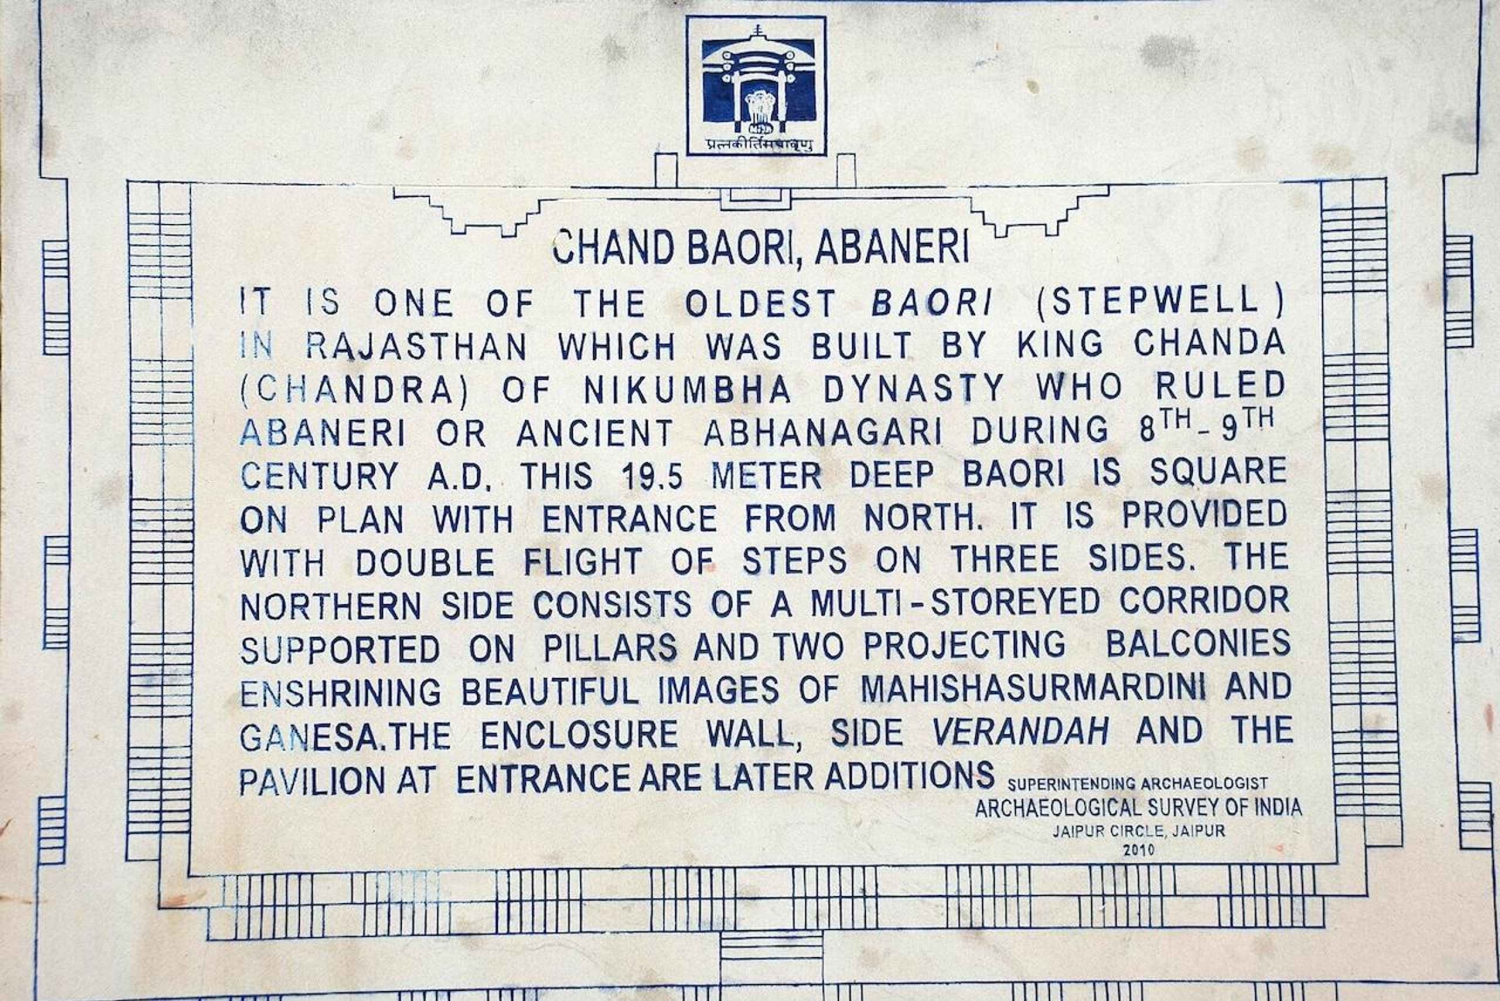 प्रत्नकीर्तिमपावृणु
CHAND BAORI, ABANERI
IT IS ONE OF THE OLDEST BAORI (STEPWELL )
IN RAJASTHAN WHICH WAS BUILT BY KING CHANDA
(CHANDRA) OF NIKUMBHA DYNASTY WHO RULED
ABANERI OR ANCIENT ABHANAGARI DURING 8TH - 9TH
CENTURY A.D. THIS 19.5 METER DEEP BAORI IS SQUARE
ON PLAN WITH ENTRANCE FROM NORTH. IT IS PROVIDED
WITH DOUBLE FLIGHT OF STEPS ON THREE SIDES. THE
NORTHERN SIDE CONSISTS OF A MULTI - STOREYED CORRIDOR
SUPPORTED ON PILLARS AND TWO PROJECTING BALCONIES
ENSHRINING BEAUTIFUL IMAGES OF MAHISHASURMARDINI AND
GANESA.THE ENCLOSURE WALL, SIDE VERANDAH AND THE
PAVILION AT ENTRANCE ARE LATER ADDITIONS
SUPERINTENDING ARCHAEOLOGIST
ARCHAEOLOGICAL SURVEY OF INDIA
JAIPUR CIRCLE, JAIPUR
2010